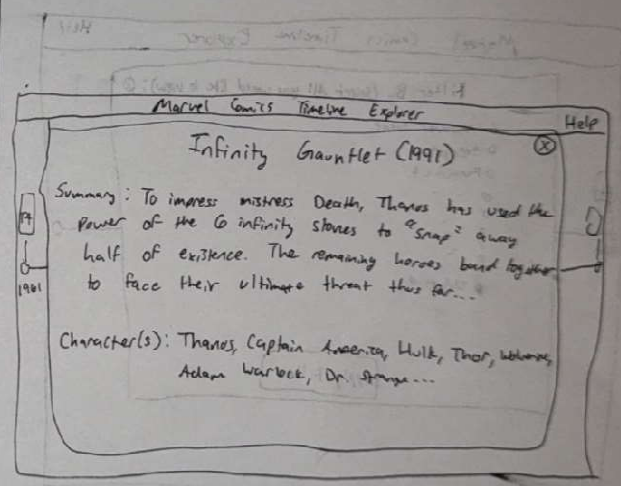 Marvel Comics Timeline Explorer
Help
Infinity Gauntlet (1991)
Summary: To impress mistress Death, Thanos has used the
power of the 6 infinity stones to "snap" away
half of existence. The remaining heroes band together
to face their ultimate threat thus far...
1981
Character(s): Thanos, Captain America, Hulk, Thor, Wolverine,
Adam Warlock, Dr. Strange...